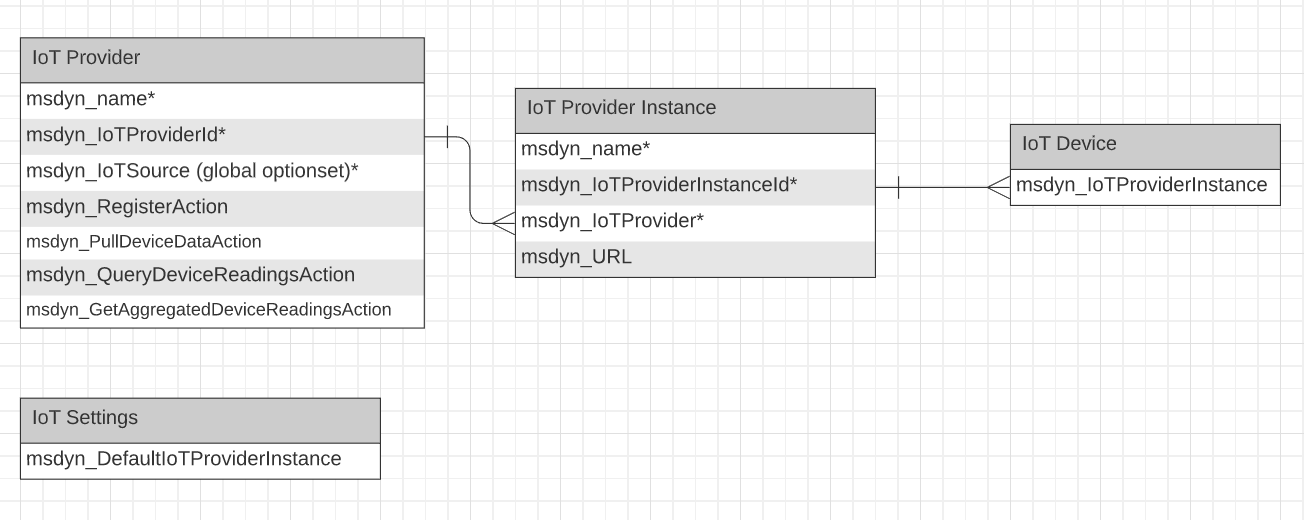 IoT Provider
msdyn_name*
msdyn_IoTProviderId*
msdyn_IoTSource (global optionset)*
msdyn_RegisterAction
msdyn_PullDeviceDataAction
msdyn_QueryDeviceReadingsAction
msdyn_GetAggregatedDeviceReadingsAction
IoT Provider Instance
msdyn_name*
msdyn_IoTProviderInstanceId*
msdyn_IoTProvider*
msdyn_URL
IoT Device
msdyn_IoTProviderInstance
IoT Settings
msdyn_DefaultIoTProviderInstance